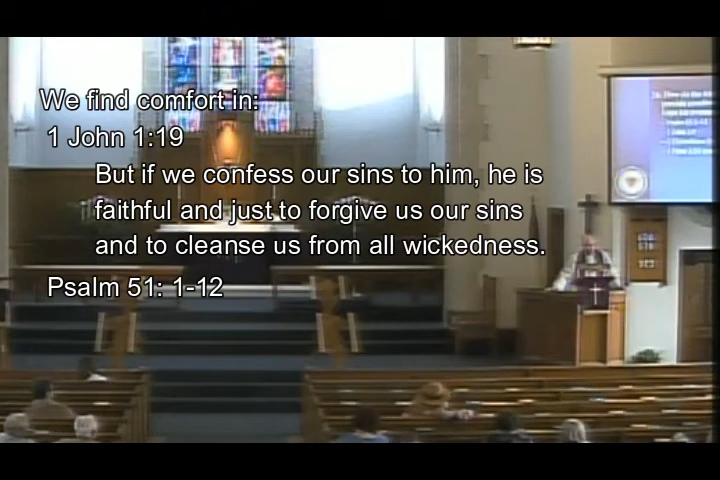 We find comfort in:
1 John 1:19
But if we confess our sins to him, he is
faithful and just to forgive us our sins
and to cleanse us from all wickedness.
Psalm 51: 1-12